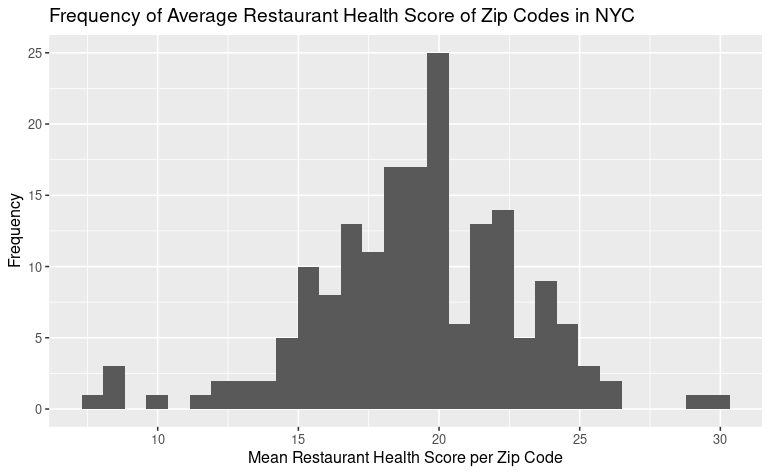 Frequency of Average Restaurant Health Score of Zip Codes in NYC
25
20
15
10
5
0
Frequency
10 15 20 25 30
Mean Restaurant Health Score per Zip Code